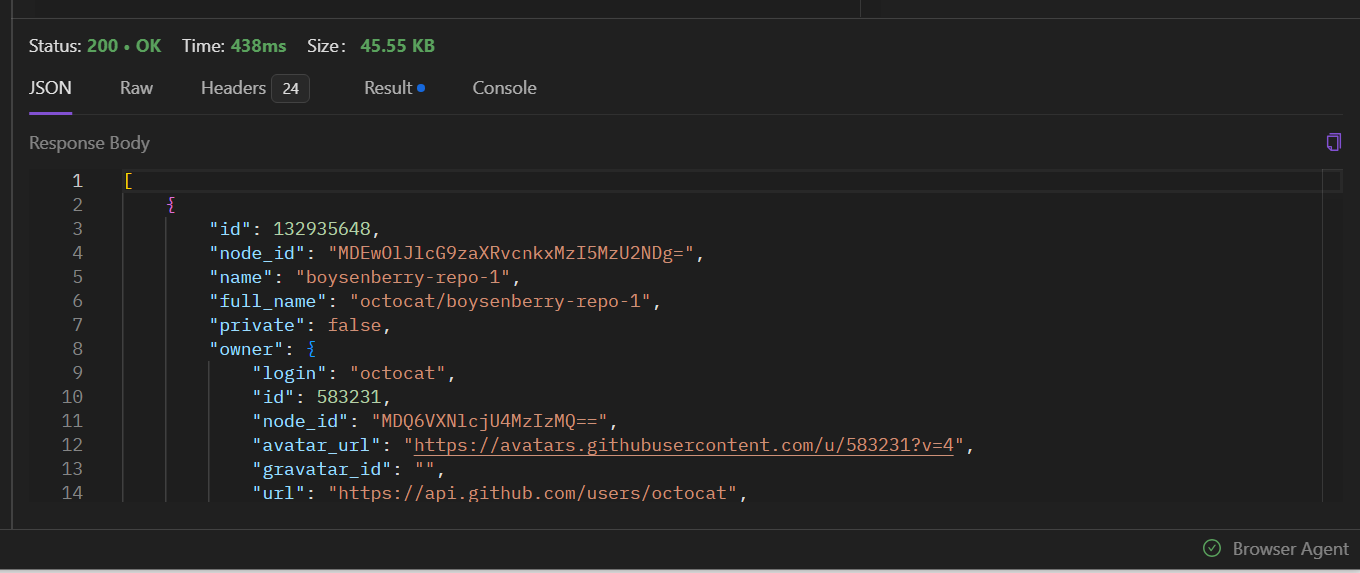 Status: 200 • OK Time: 438ms Size: 45.55 KB
JSON Raw Headers 24 Result Console
Response Body
1 [
2 {
3 "id": 132935648,
4 "node_id": "MDEwOlJlcG9zaXRvcnkxMzI5MzU2NDg=",
5 "name": "boysenberry-repo-1",
6 "full_name": "octocat/boysenberry-repo-1",
7 "private": false,
8 "owner": {
9 "login": "octocat",
10 "id": 583231,
11 "node_id": "MDQ6VXNlcjU4MzIzMQ==",
12 "avatar_url": "https://avatars.githubusercontent.com/u/583231?v=4",
13 "gravatar_id": "",
14 "url": "https://api.github.com/users/octocat",
Browser Agent